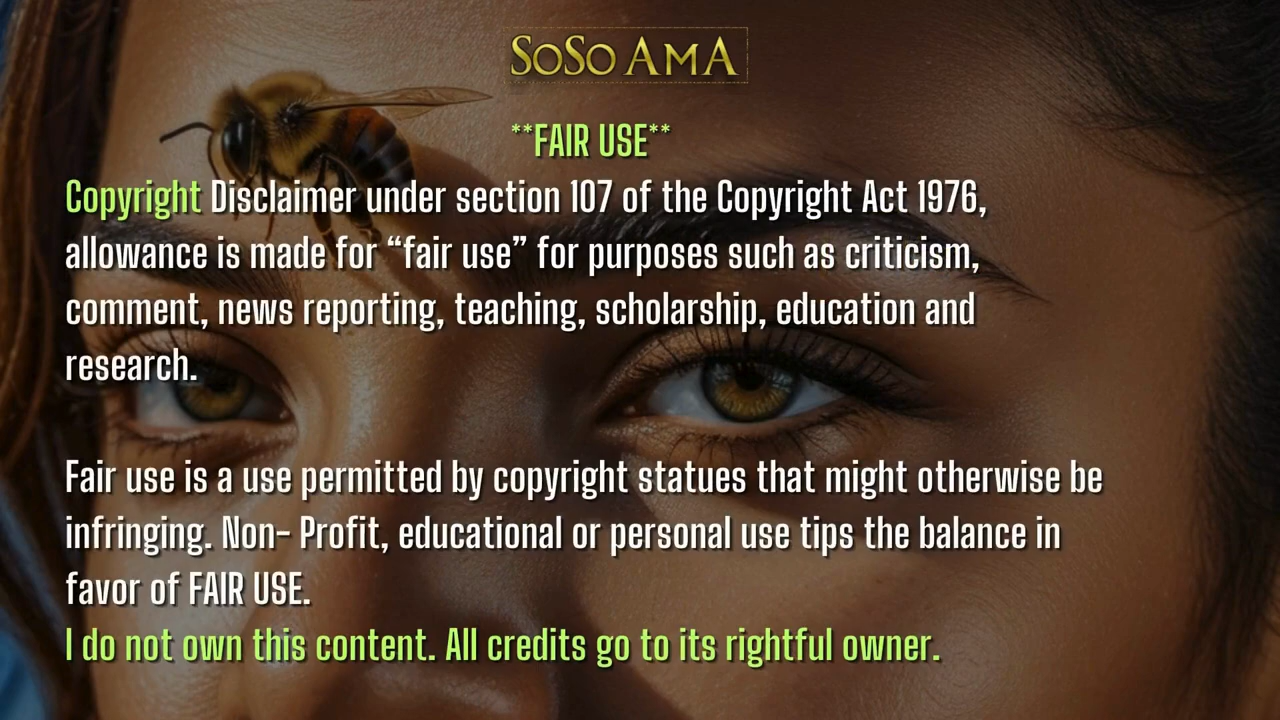 SoSo AmA
**FAIR USE**
Copyright Disclaimer under section 107 of the Copyright Act 1976,
allowance is made for “fair use” for purposes such as criticism,
comment, news reporting, teaching, scholarship, education and
research.
Fair use is a use permitted by copyright statues that might otherwise be
infringing. Non- Profit, educational or personal use tips the balance in
favor of FAIR USE.
I do not own this content. All credits go to its rightful owner.